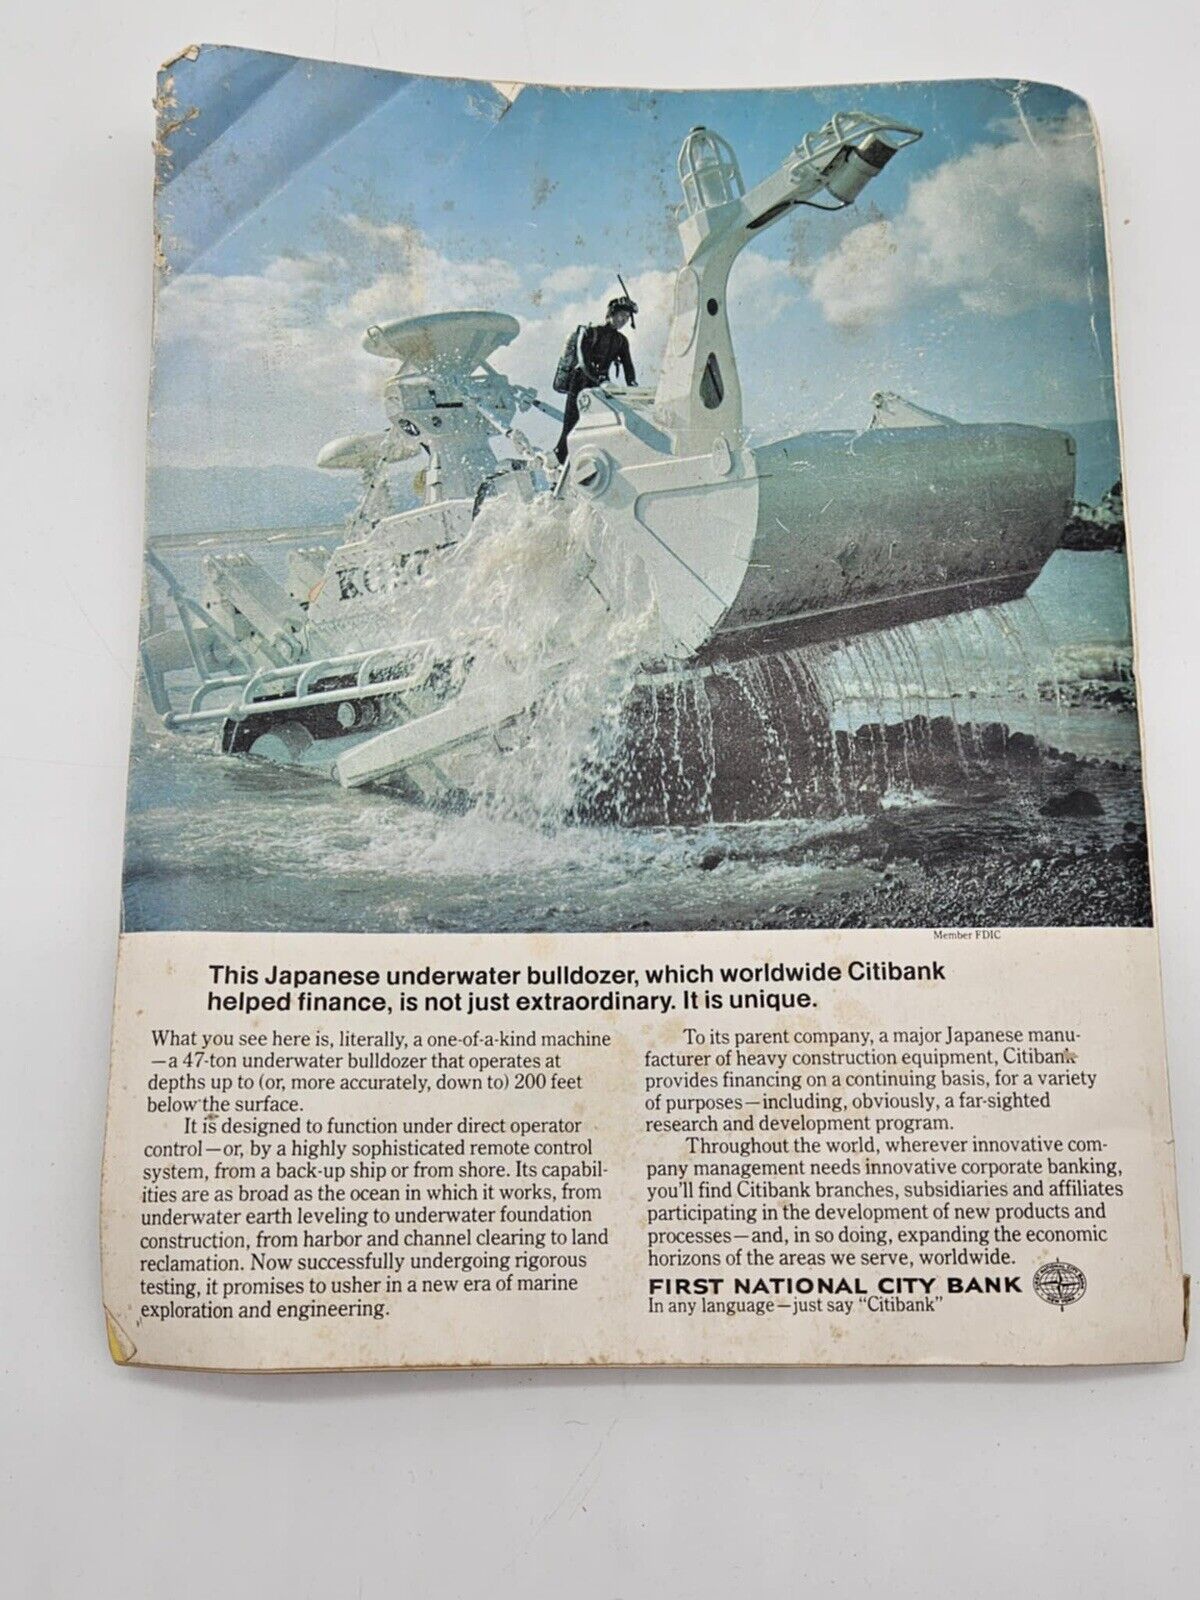 KOMAT
Member FDIC
This Japanese underwater bulldozer, which worldwide Citibank
helped finance, is not just extraordinary. It is unique.
What you see here is, literally, a one-of-a-kind machine
—a 47-ton underwater bulldozer that operates at
depths up to (or, more accurately, down to) 200 feet
below the surface.
It is designed to function under direct operator
control—or, by a highly sophisticated remote control
system, from a back-up ship or from shore. Its capabil-
ities are as broad as the ocean in which it works, from
underwater earth leveling to underwater foundation
construction, from harbor and channel clearing to land
reclamation. Now successfully undergoing rigorous
testing, it promises to usher in a new era of marine
exploration and engineering.
To its parent company, a major Japanese manu-
facturer of heavy construction equipment, Citibank
provides financing on a continuing basis, for a variety
of purposes—including, obviously, a far-sighted
research and development program.
Throughout the world, wherever innovative com-
pany management needs innovative corporate banking,
you'll find Citibank branches, subsidiaries and affiliates
participating in the development of new products and
processes—and, in so doing, expanding the economic
horizons of the areas we serve, worldwide.
FIRST NATIONAL CITY BANK
In any language—just say "Citibank"
FIRST NATIONAL CITY BANK
NEW YORK